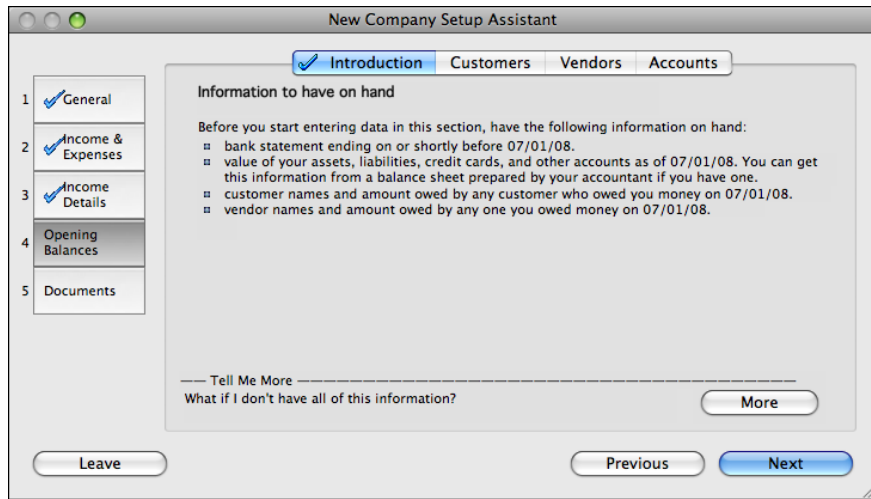 New Company Setup Assistant
Introduction Customers Vendors Accounts
1 General
2 Income &
Expenses
3 Income
Details
4 Opening
Balances
5 Documents
Information to have on hand
Before you start entering data in this section, have the following information on hand:
bank statement ending on or shortly before 07/01/08.
value of your assets, liabilities, credit cards, and other accounts as of 07/01/08. You can get
this information from a balance sheet prepared by your accountant if you have one.
customer names and amount owed by any customer who owed you money on 07/01/08.
vendor names and amount owed by any one you owed money on 07/01/08.
Tell Me More
What if I don't have all of this information?
More
Leave Previous Next